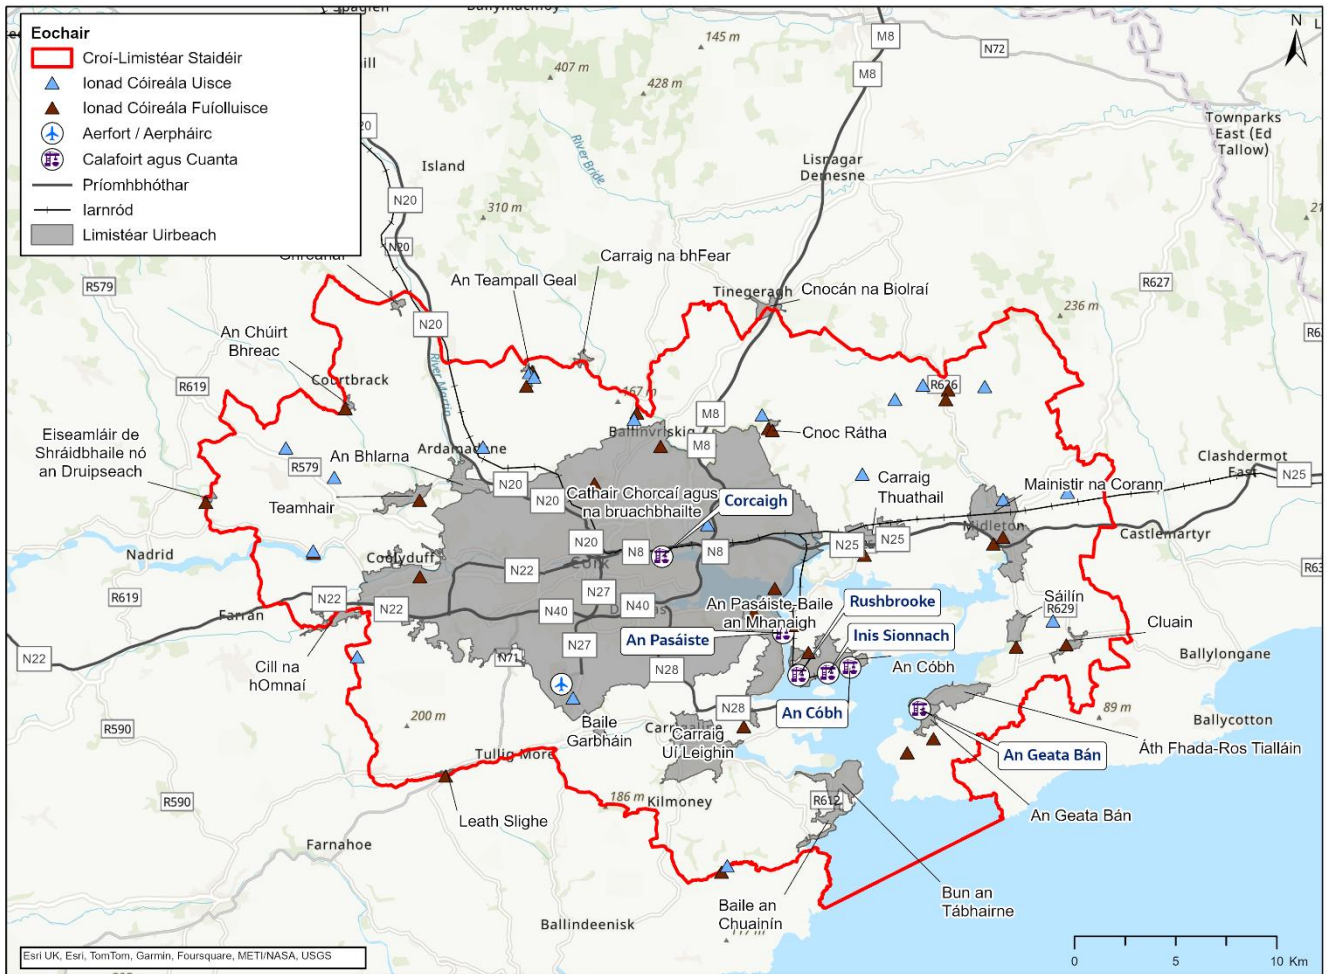 Eochair
Croí-Limistéar Staidéir
Ionad Cóireála Uisce
Ionad Cóireála Fuíolluisce
Aerfort / Aerpháirc
Calafoirt agus Cuanta
Príomhbhóthar
Iarnród
Limistéar Uirbeach
145 m
M8
N72
N
407 m
M8
428 m
Townparks
East (Ed
Tallow)
River Bride
Island
Lisnagar
Demesne
N20
310 m
N20
Carraig na bhFear
An Teampall Geal
R579
Tinegeragh
Cnocán na Biolraí
R627
236 m
N20
An Chúirt
Bhreac
River Martin
R619
Courtbrack
167 m
R626
M8
Ballinvriskig
Cnoc Rátha
Eiseamláir de
Shráidbhaile nó
an Druipseach
Ardamadane
M8
An Bhlarna
R579
Clashdermot
East
N25
Carraig
Thuathail
Mainistir na Corann
N20
N20
Cathair Chorcaí agus
na bruachbhailte
Corcaigh
Teamhair
Midleton
Castlemartyr
Nadrid
Coolyduff
N20
N8
N8
N25
N25
Cork
N22
R619
N22
Farran
N22
N27
N40
N40
An Pasáiste-Baile
an Mhanaigh
Rushbrooke
Sáilín
R629
Cluain
An Pasáiste
Inis Sionnach
N22
Cill na
hOmnaí
N71
N27
N28
An Cóbh
Ballylongane
An Cóbh
N28
200 m
R590
Baile
Garbháin
Carraig
Uí Leighin
89 m
Ballycotton
Áth Fhada-Ros Tialláin
An Geata Bán
Tullig More
R590
186 m
Kilmoney
R612
Leath Slighe
An Geata Bán
Farnahoe
Baile an
Chuainín
Bun an
Tábhairne
Ballindeenisk
Esri UK, Esri, TomTom, Garmin, Foursquare, METI/NASA, USGS
0 5 10 Km